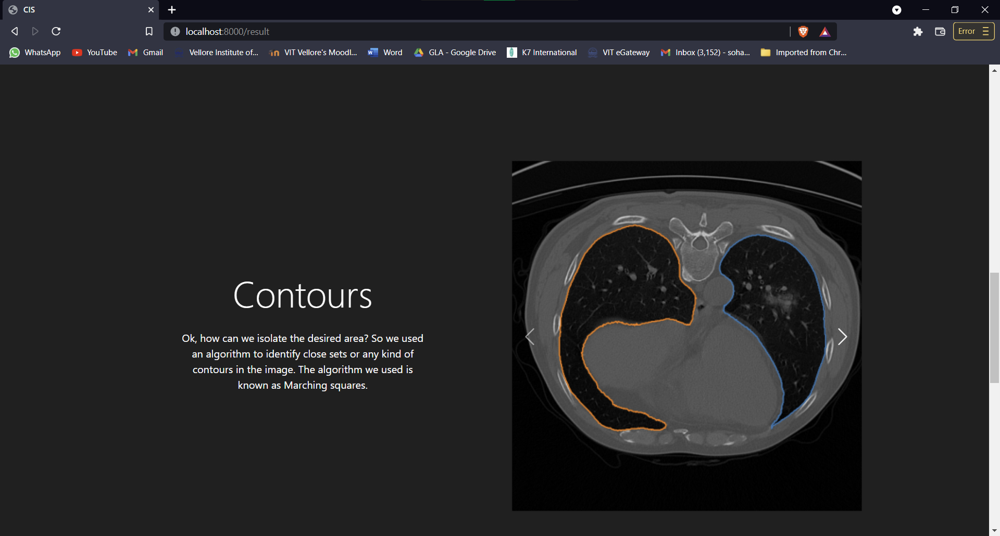 CIS
localhost:8000/result
Error
WhatsApp YouTube Gmail Vellore Institute of... VIT Vellore's Moodl... Word GLA - Google Drive K7 International VIT eGateway Inbox (3,152) - soha... Imported from Chr...
Contours
Ok, how can we isolate the desired area? So we used
an algorithm to identify close sets or any kind of
contours in the image. The algorithm we used is
known as Marching squares.